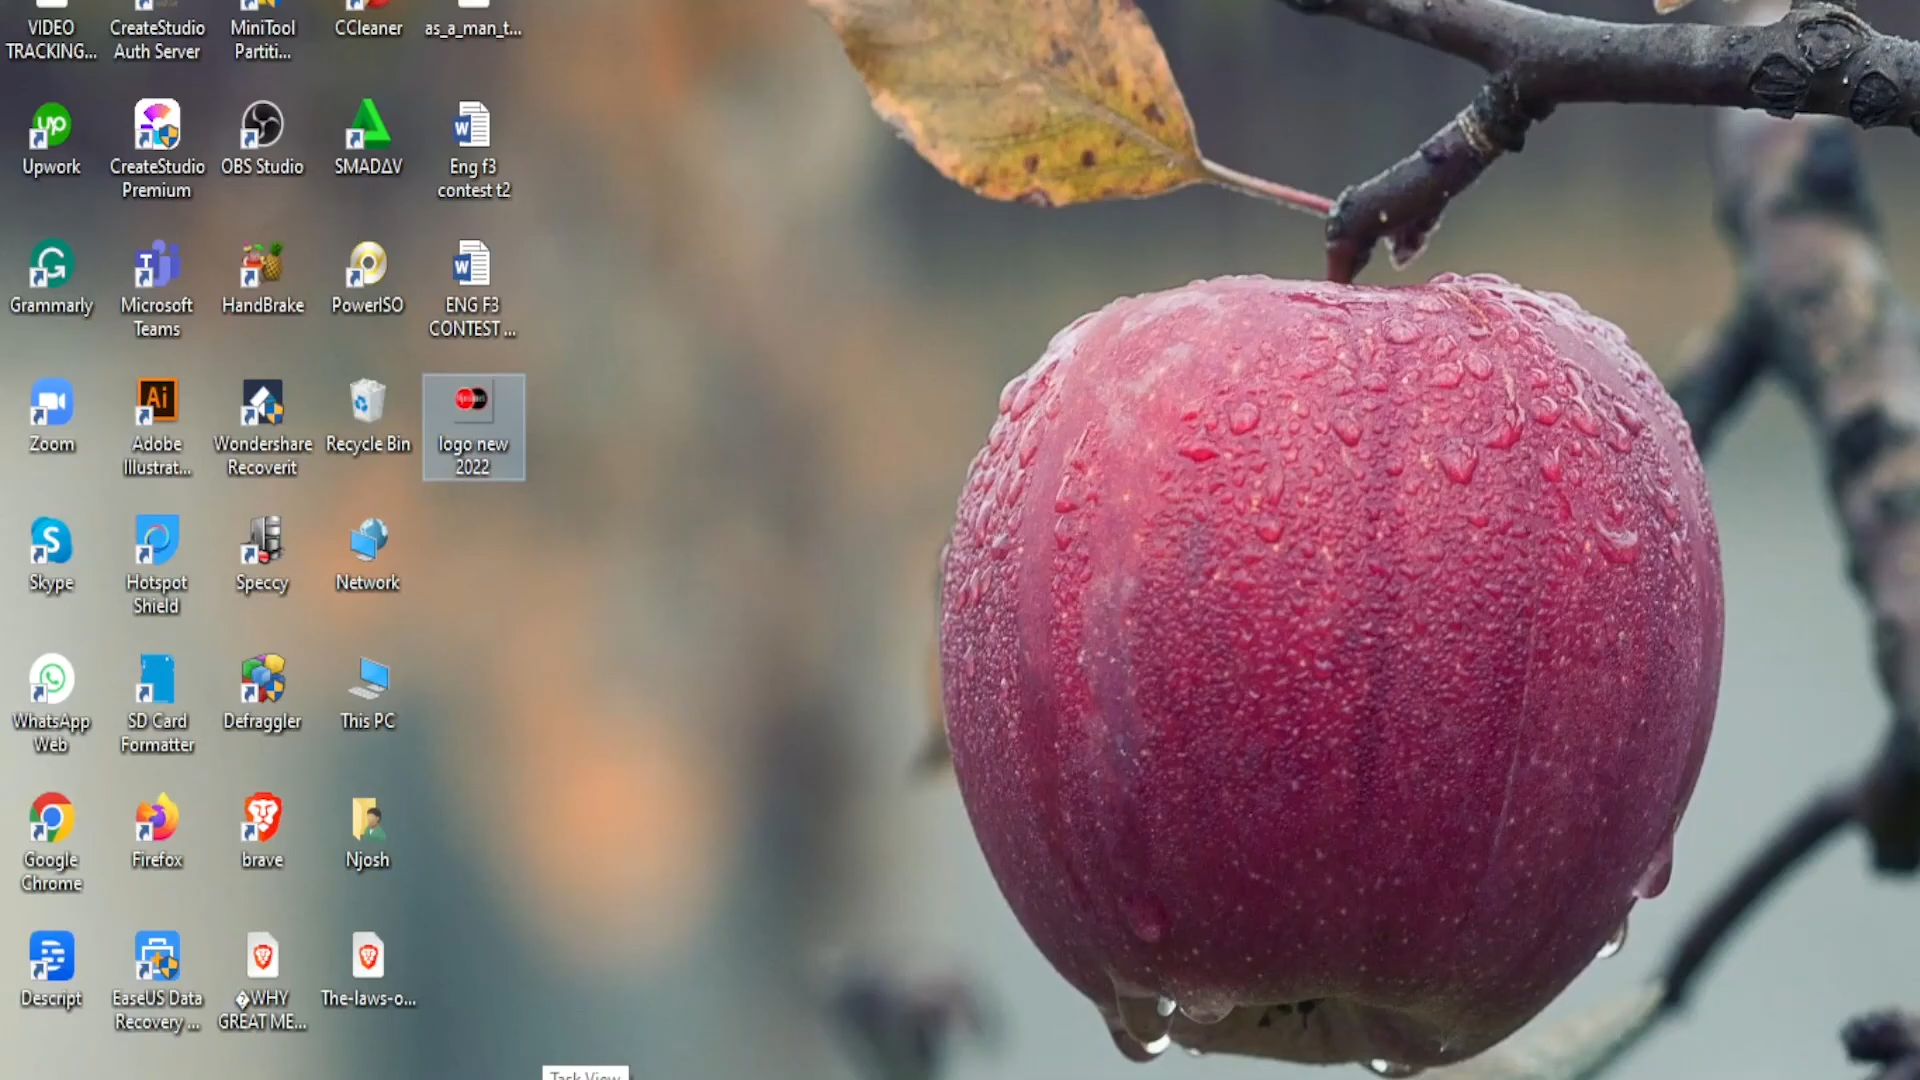 VIDEO
TRACKING...
CreateStudio
Auth Server
MiniTool
Partiti...
CCleaner
as_a_man_t...
up
Upwork
CreateStudio
Premium
OBS Studio
SMADΔV
W
Eng f3
contest t2
Grammarly
T
Microsoft
Teams
HandBrake
PowerISO
W
ENG F3
CONTEST ...
Zoom
Ai
Adobe
Illustrat...
Wondershare
Recoverit
Recycle Bin
logo new
2022
S
Skype
Hotspot
Shield
Speccy
Network
WhatsApp
Web
SD Card
Formatter
Defraggler
This PC
Google
Chrome
Firefox
brave
Njosh
Descript
EaseUS Data
Recovery ...
�WHY
GREAT ME...
The-laws-o...
Task View